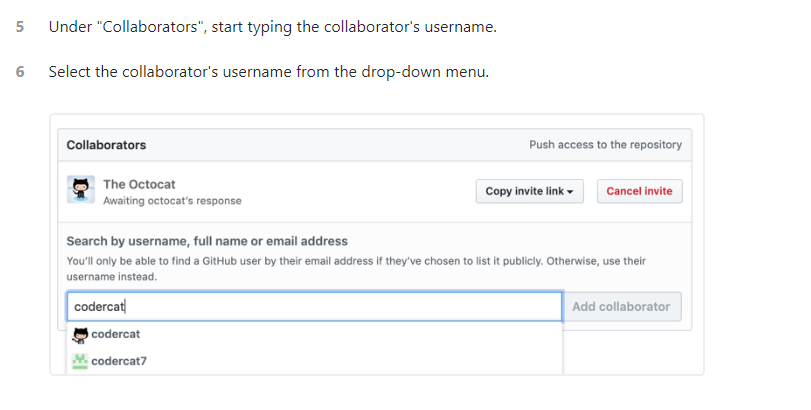 5 Under "Collaborators", start typing the collaborator's username.
6 Select the collaborator's username from the drop-down menu.
Collaborators Push access to the repository
The Octocat
Awaiting octocat's response
Copy invite link Cancel invite
Search by username, full name or email address
You'll only be able to find a GitHub user by their email address if they've chosen to list it publicly. Otherwise, use their
username instead.
codercat Add collaborator
codercat
codercat7